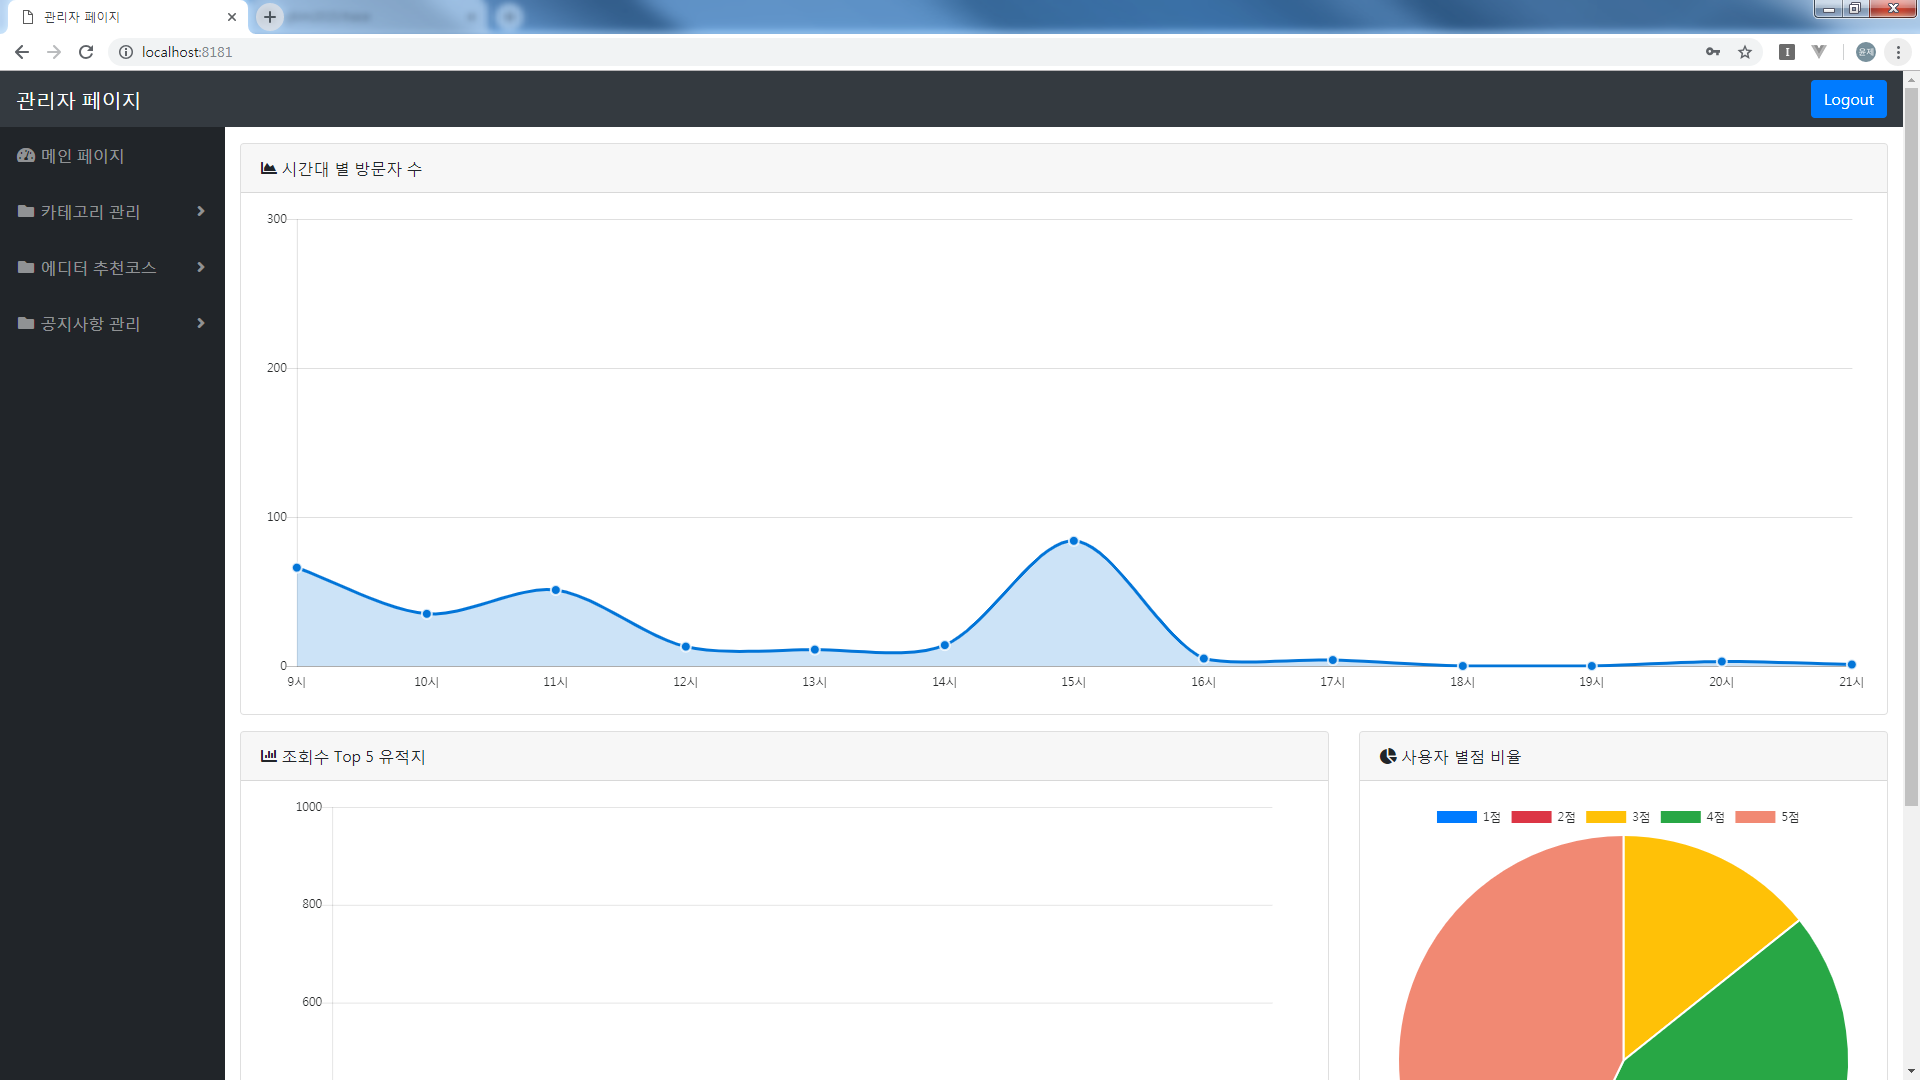 관리자 페이지
localhost:8181
윤제
관리자 페이지
Logout
메인 페이지
카테고리 관리
에디터 추천코스
공지사항 관리
시간대 별 방문자 수
300
200
100
0
9시 10시 11시 12시 13시 14시 15시 16시 17시 18시 19시 20시 21시
조회수 Top 5 유적지
1000
800
600
사용자 별점 비율
1점 2점 3점 4점 5점